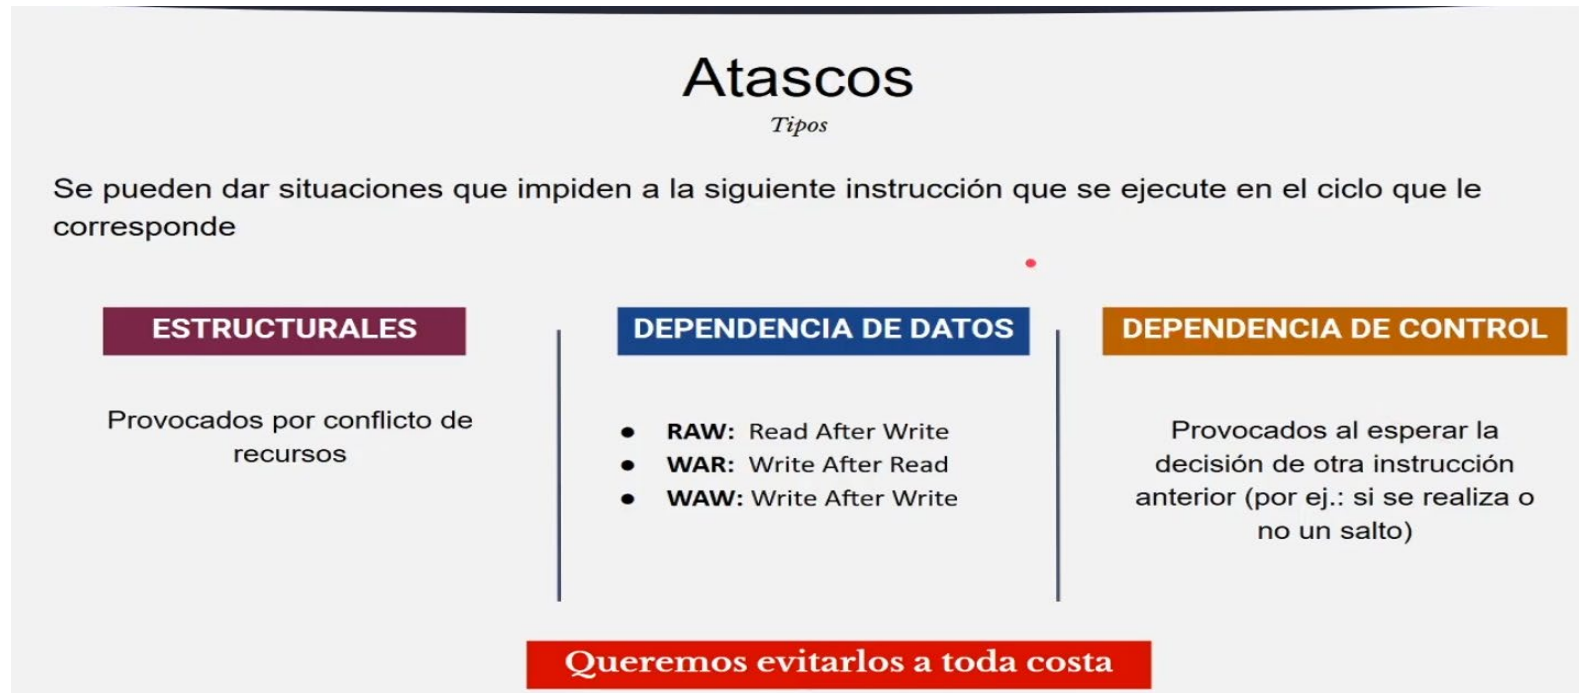 Atascos
Tipos
Se pueden dar situaciones que impiden a la siguiente instrucción que se ejecute en el ciclo que le
corresponde
ESTRUCTURALES
Provocados por conflicto de
recursos
DEPENDENCIA DE DATOS
● RAW: Read After Write
● WAR: Write After Read
● WAW: Write After Write
DEPENDENCIA DE CONTROL
Provocados al esperar la
decisión de otra instrucción
anterior (por ej.: si se realiza o
no un salto)
Queremos evitarlos a toda costa